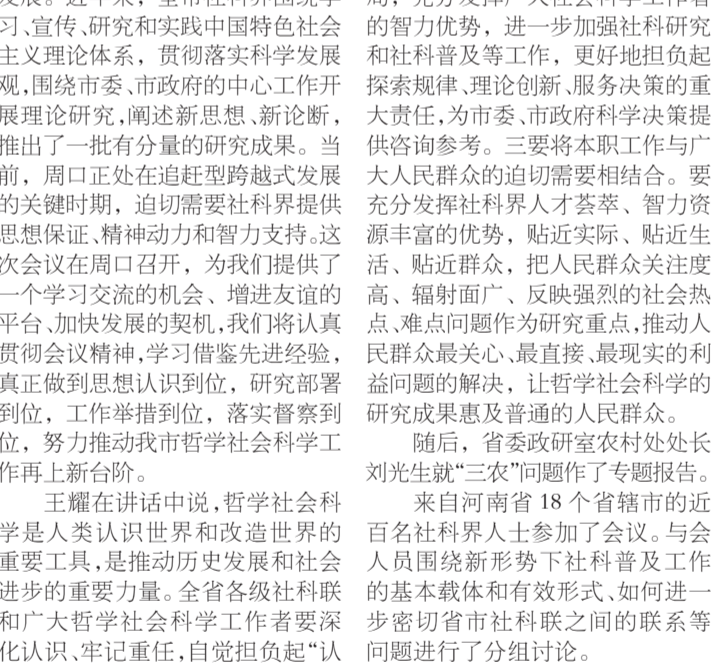 习、宣传、研究和实践中国特色社会
主义理论体系，贯彻落实科学发展
观，围绕市委、市政府的中心工作开
展理论研究，阐述新思想、新论断，
推出了一批有分量的研究成果。当
前，周口正处在追赶型跨越式发展
的关键时期，迫切需要社科界提供
思想保证、精神动力和智力支持。这
次会议在周口召开，为我们提供了
一个学习交流的机会、增进友谊的
平台、加快发展的契机，我们将认真
贯彻会议精神，学习借鉴先进经验，
真正做到思想认识到位，研究部署
到位，工作举措到位，落实督察到
位，努力推动我市哲学社会科学工
作再上新台阶。
王耀在讲话中说，哲学社会科
学是人类认识世界和改造世界的
重要工具，是推动历史发展和社会
进步的重要力量。全省各级社科联
和广大哲学社会科学工作者要深
化认识、牢记重任，自觉担负起“认
的智力优势，进一步加强社科研究
和社科普及等工作，更好地担负起
探索规律、理论创新、服务决策的重
大责任，为市委、市政府科学决策提
供咨询参考。三要将本职工作与广
大人民群众的迫切需要相结合。要
充分发挥社科界人才荟萃、智力资
源丰富的优势，贴近实际、贴近生
活、贴近群众，把人民群众关注度
高、辐射面广、反映强烈的社会热
点、难点问题作为研究重点，推动人
民群众最关心、最直接、最现实的利
益问题的解决，让哲学社会科学的
研究成果惠及普通的人民群众。
随后，省委政研室农村处处长
刘光生就“三农”问题作了专题报告。
来自河南省 18 个省辖市的近
百名社科界人士参加了会议。与会
人员围绕新形势下社科普及工作
的基本载体和有效形式、如何进一
步密切省市社科联之间的联系等
问题进行了分组讨论。